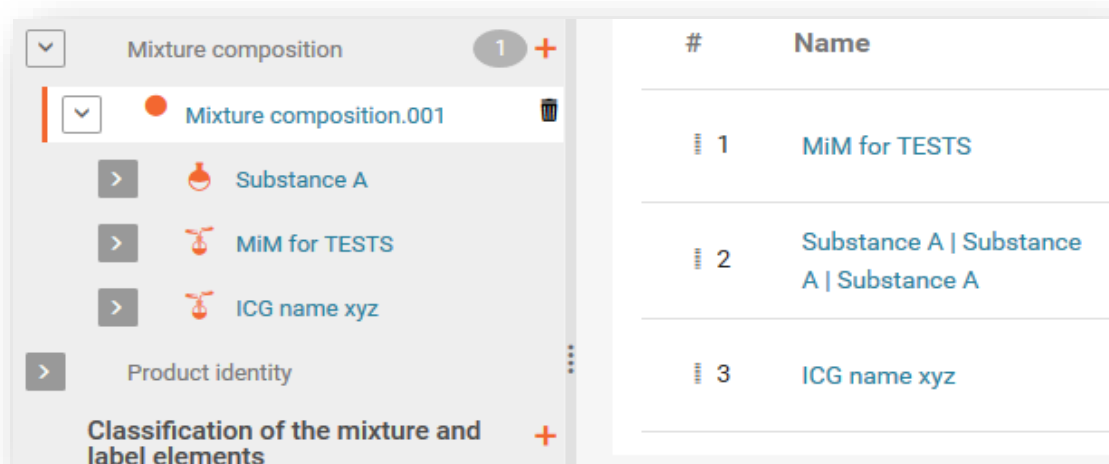 Mixture composition 1 +
Mixture composition.001
Substance A
MiM for TESTS
ICG name xyz
Product identity
Classification of the mixture and +
label elements
# Name
1 MiM for TESTS
2 Substance A | Substance
A | Substance A
3 ICG name xyz